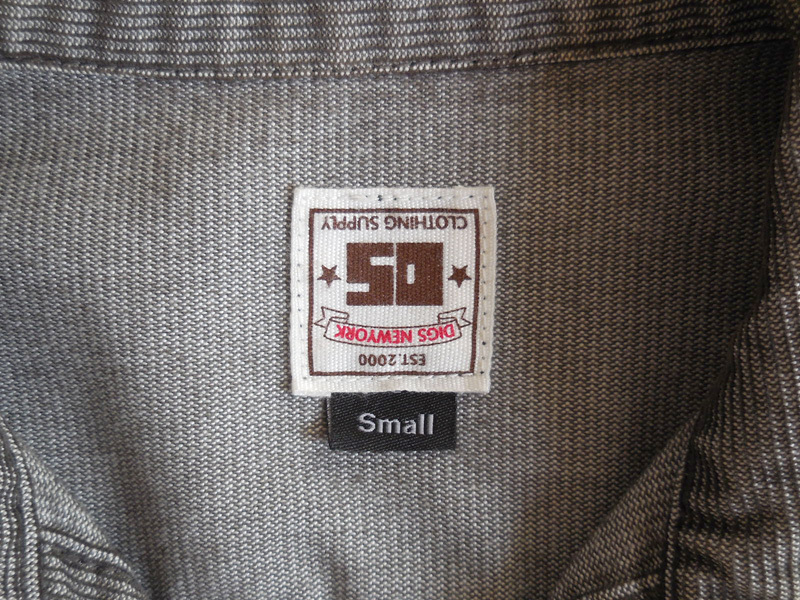 EST.2000
DIGS NEWYORK
DS
CLOTHING SUPPLY
Small